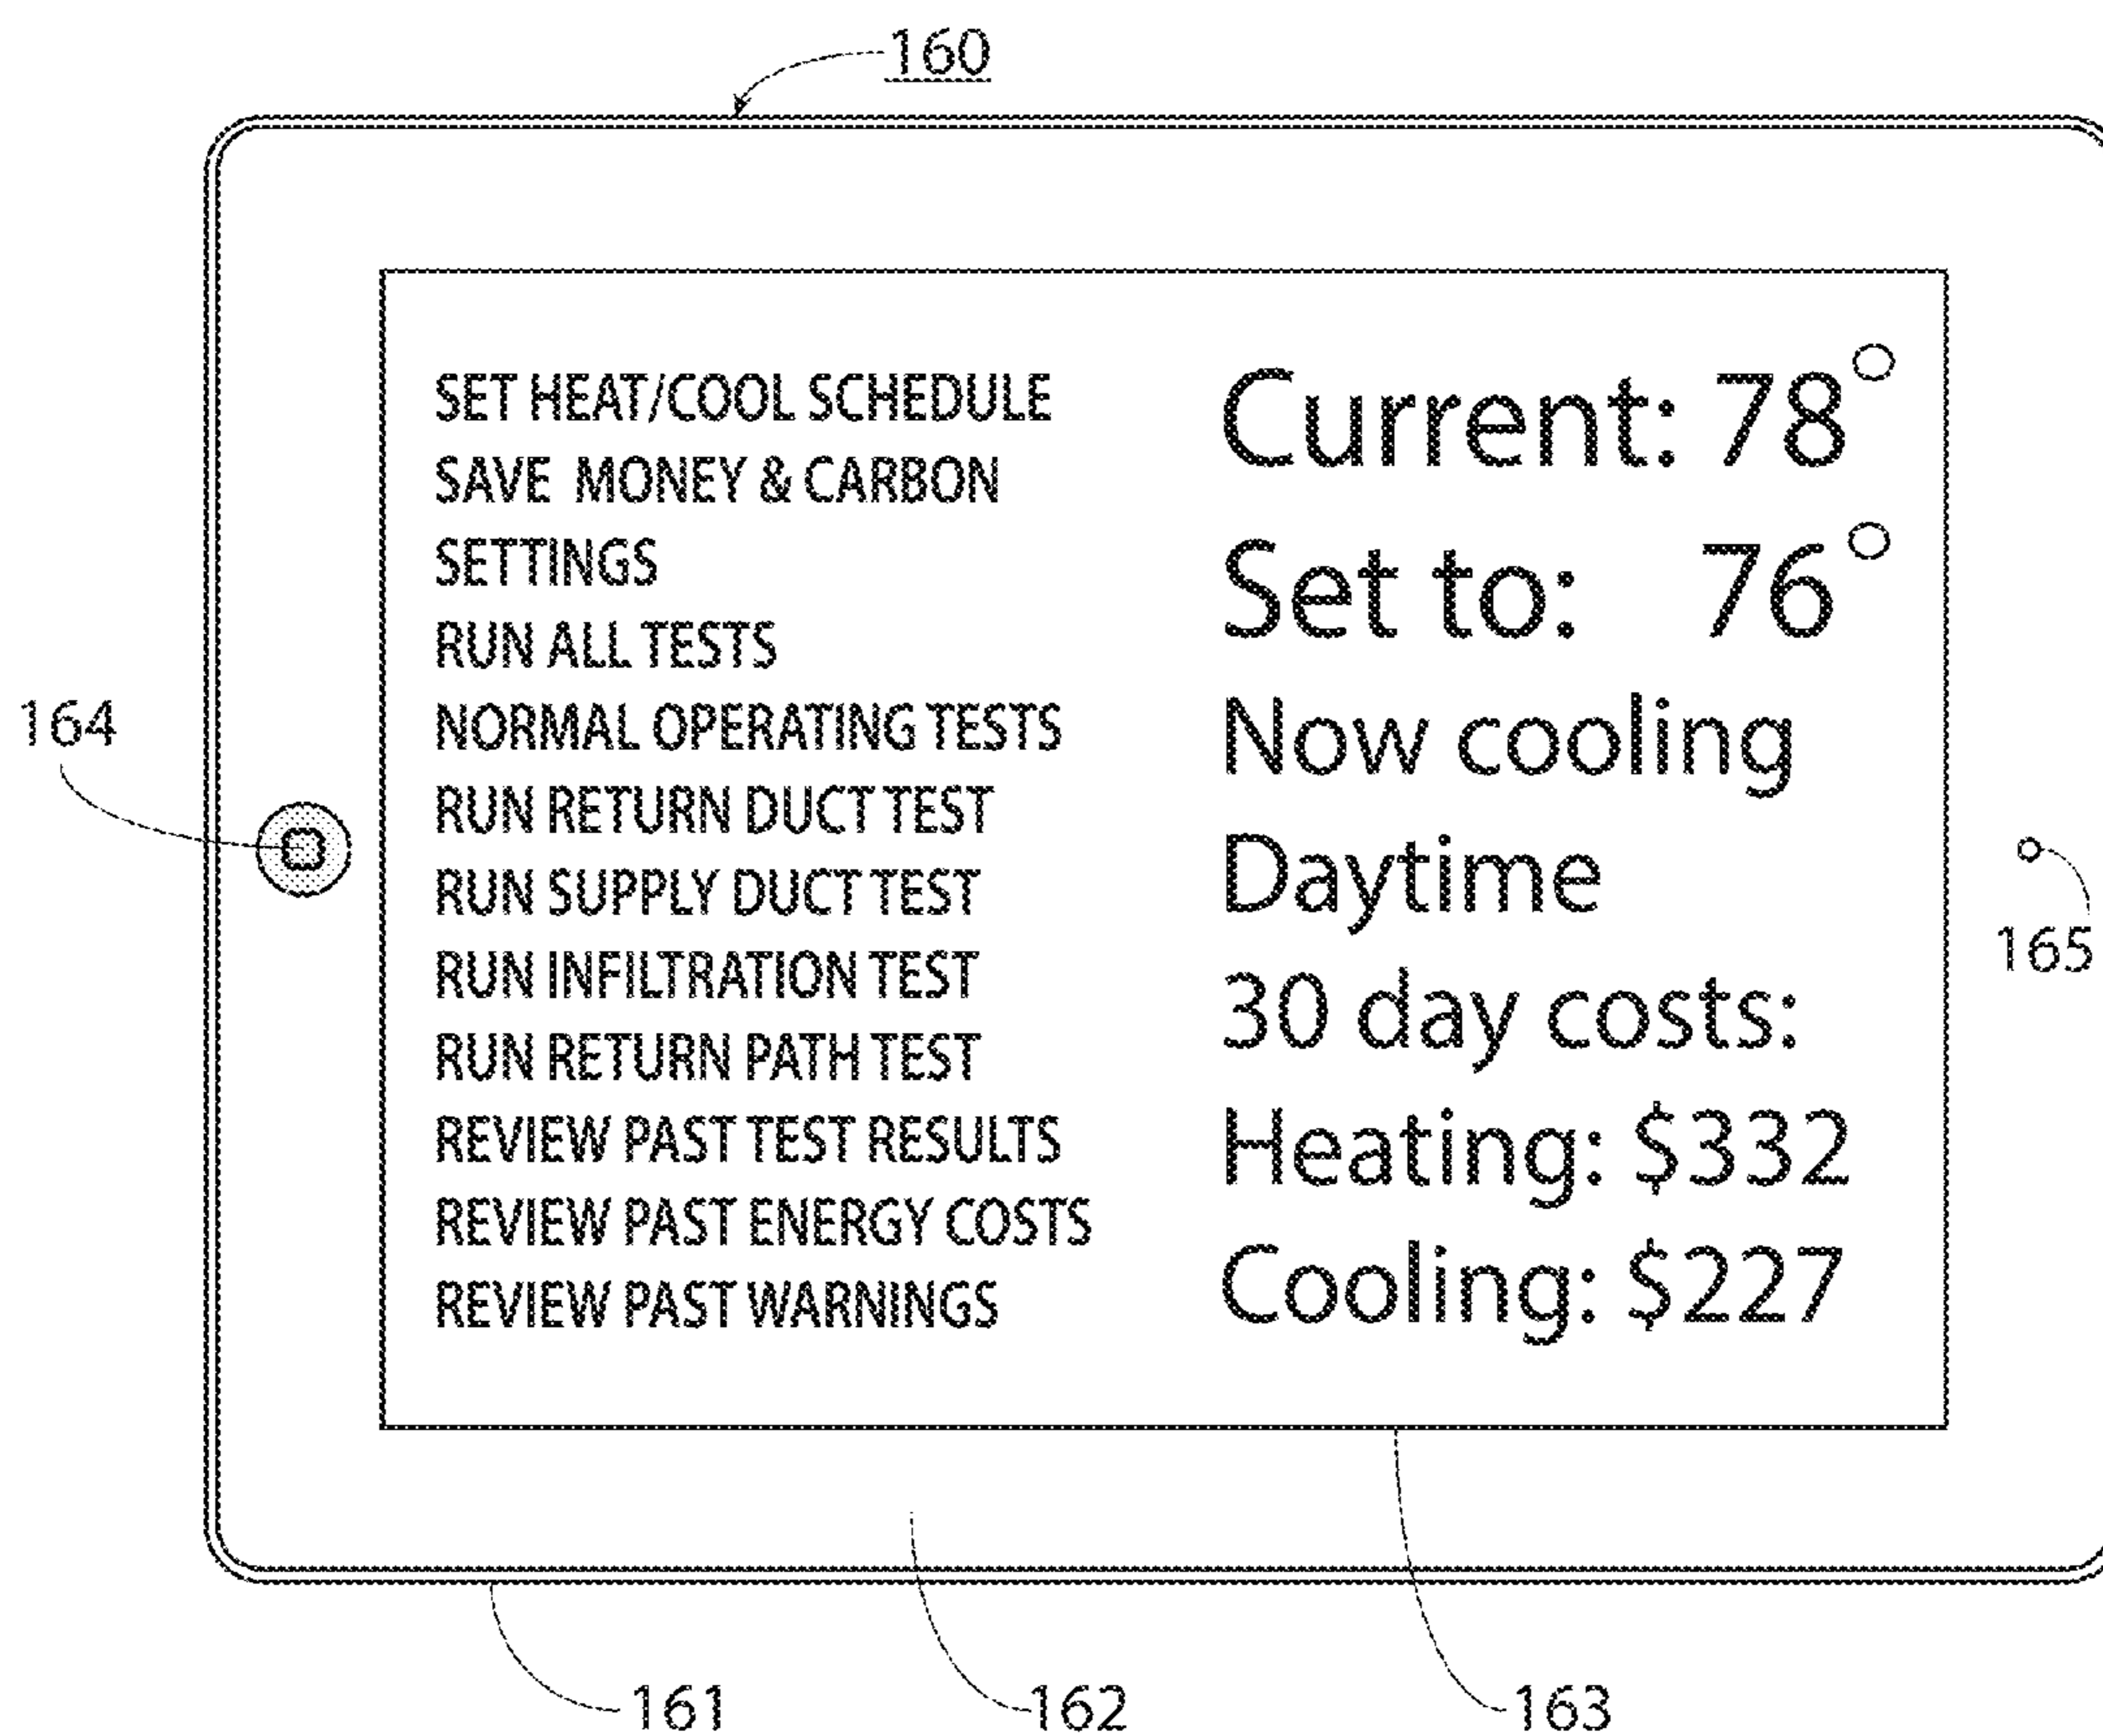 160
SET HEAT/COOL SCHEDULE
SAVE MONEY & CARBON
SETTINGS
RUN ALL TESTS
NORMAL OPERATING TESTS
RUN RETURN DUCT TEST
RUN SUPPLY DUCT TEST
RUN INFILTRATION TEST
RUN RETURN PATH TEST
REVIEW PAST TEST RESULTS
REVIEW PAST ENERGY COSTS
REVIEW PAST WARNINGS
Current: 78°
Set to: 76°
Now cooling
Daytime
30 day costs:
Heating: $332
Cooling: $227
164
165
161
162
163